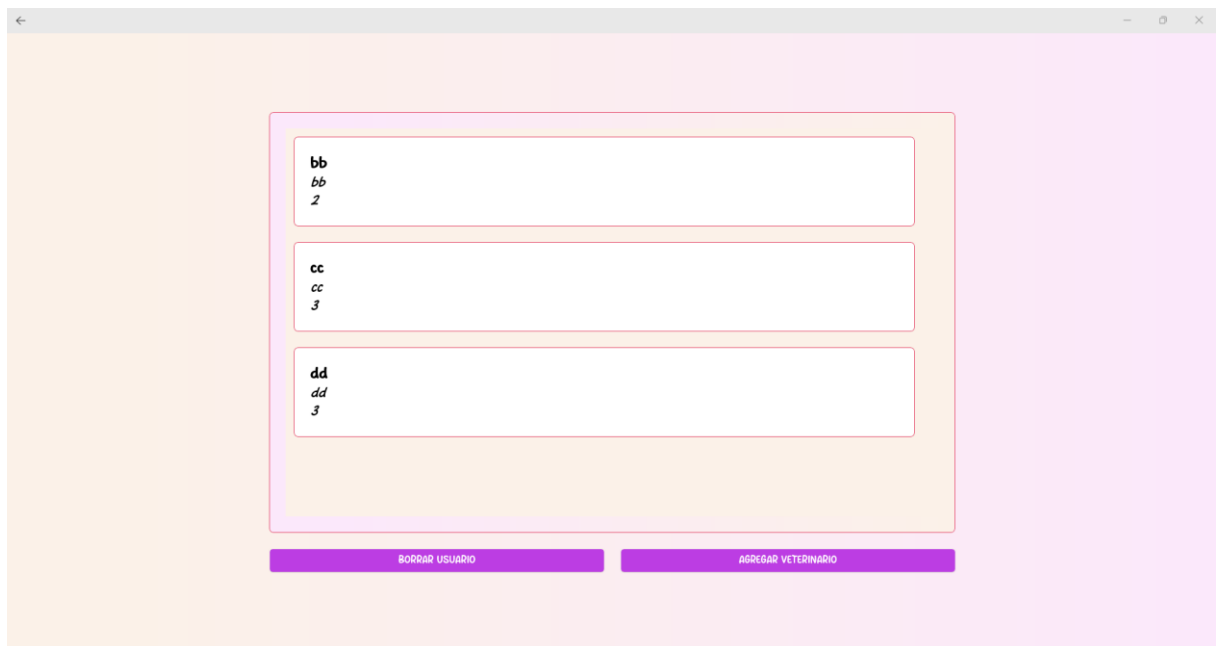 bb
bb
2
cc
cc
3
dd
dd
3
BORRAR USUARIO
AGREGAR VETERINARIO